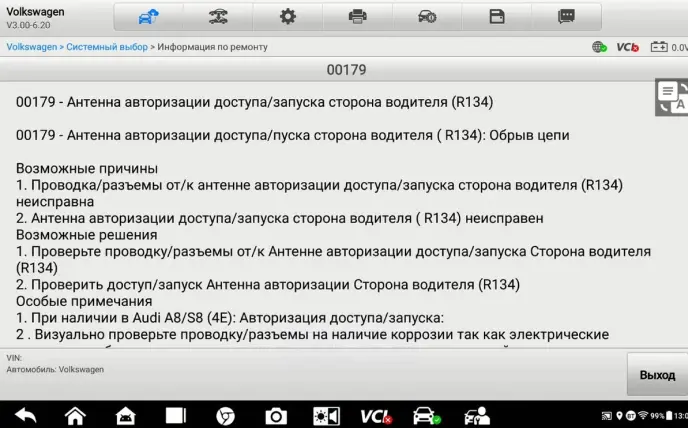 Volkswagen
V3.00-6.20
Volkswagen > Системный выбор > Информация по ремонту
VCI
0.0V
00179
A
00179 - Антенна авторизации доступа/запуска сторона водителя (R134)
00179 - Антенна авторизации доступа/пуска сторона водителя ( R134): Обрыв цепи
Возможные причины
1. Проводка/разъемы от/к антенне авторизации доступа/запуска сторона водителя (R134)
неисправна
2. Антенна авторизации доступа/запуска сторона водителя ( R134) неисправен
Возможные решения
1. Проверьте проводку/разъемы от/к Антенне авторизации доступа/запуска Сторона водителя
(R134)
2. Проверить доступ/запуск Антенна авторизации Сторона водителя (R134)
Особые примечания
1. При наличии в Audi A8/S8 (4E): Авторизация доступа/запуска:
2 . Визуально проверьте проводку/разъемы на наличие коррозии так как электрические
VIN:
Автомобиль: Volkswagen
Выход
VCI
BT
99%
13:0